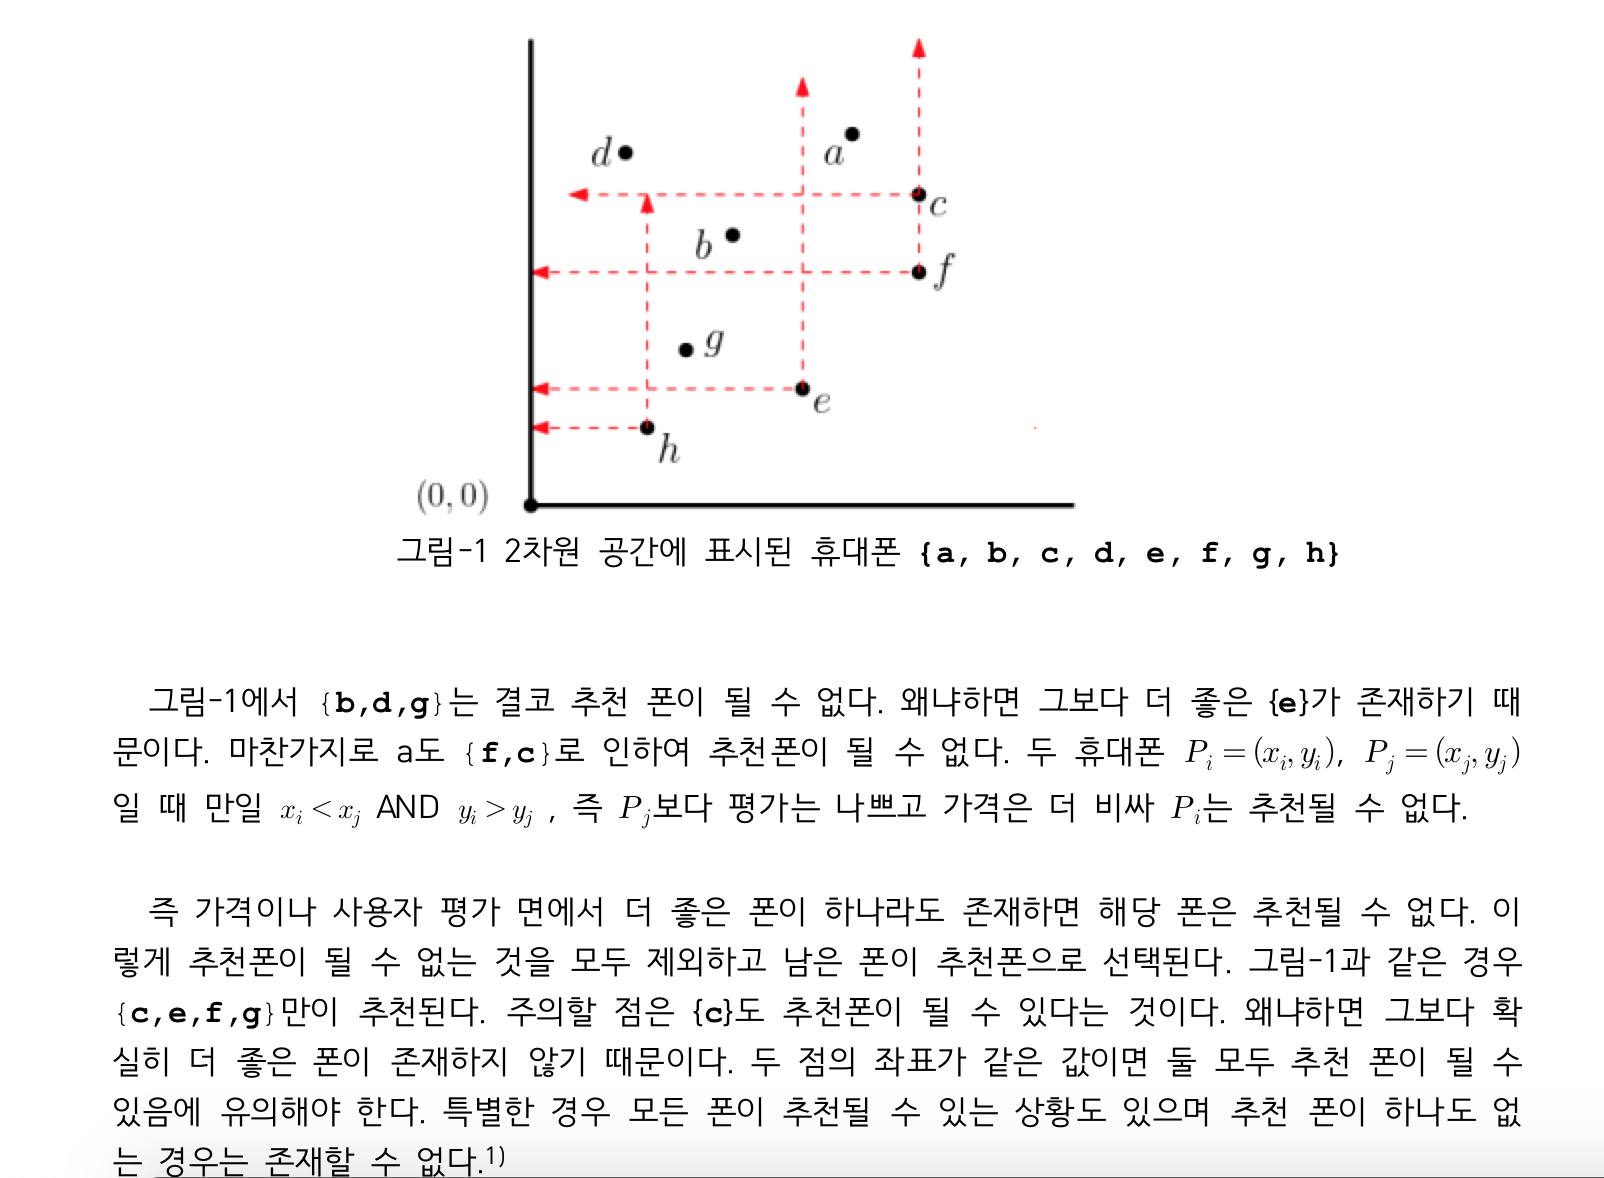 d
a
c
b
f
g
e
h
(0,0)
그림-1 2차원 공간에 표시된 휴대폰 {a, b, c, d, e, f, g, h}
그림-1에서 {b,d,g}는 결코 추천 폰이 될 수 없다. 왜냐하면 그보다 더 좋은 {e}가 존재하기 때
문이다. 마찬가지로 a도 {f,c}로 인하여 추천폰이 될 수 없다. 두 휴대폰 P_i = (x_i, y_i), P_j = (x_j, y_j)
일 때 만일 x_i < x_j AND y_i > y_j , 즉 P_j보다 평가는 나쁘고 가격은 더 비싸 P_i는 추천될 수 없다.
즉 가격이나 사용자 평가 면에서 더 좋은 폰이 하나라도 존재하면 해당 폰은 추천될 수 없다. 이
렇게 추천폰이 될 수 없는 것을 모두 제외하고 남은 폰이 추천폰으로 선택된다. 그림-1과 같은 경우
{c,e,f,g}만이 추천된다. 주의할 점은 {c}도 추천폰이 될 수 있다는 것이다. 왜냐하면 그보다 확
실히 더 좋은 폰이 존재하지 않기 때문이다. 두 점의 좌표가 같은 값이면 둘 모두 추천 폰이 될 수
있음에 유의해야 한다. 특별한 경우 모든 폰이 추천될 수 있는 상황도 있으며 추천 폰이 하나도 없
는 경우는 존재할 수 없다.1)